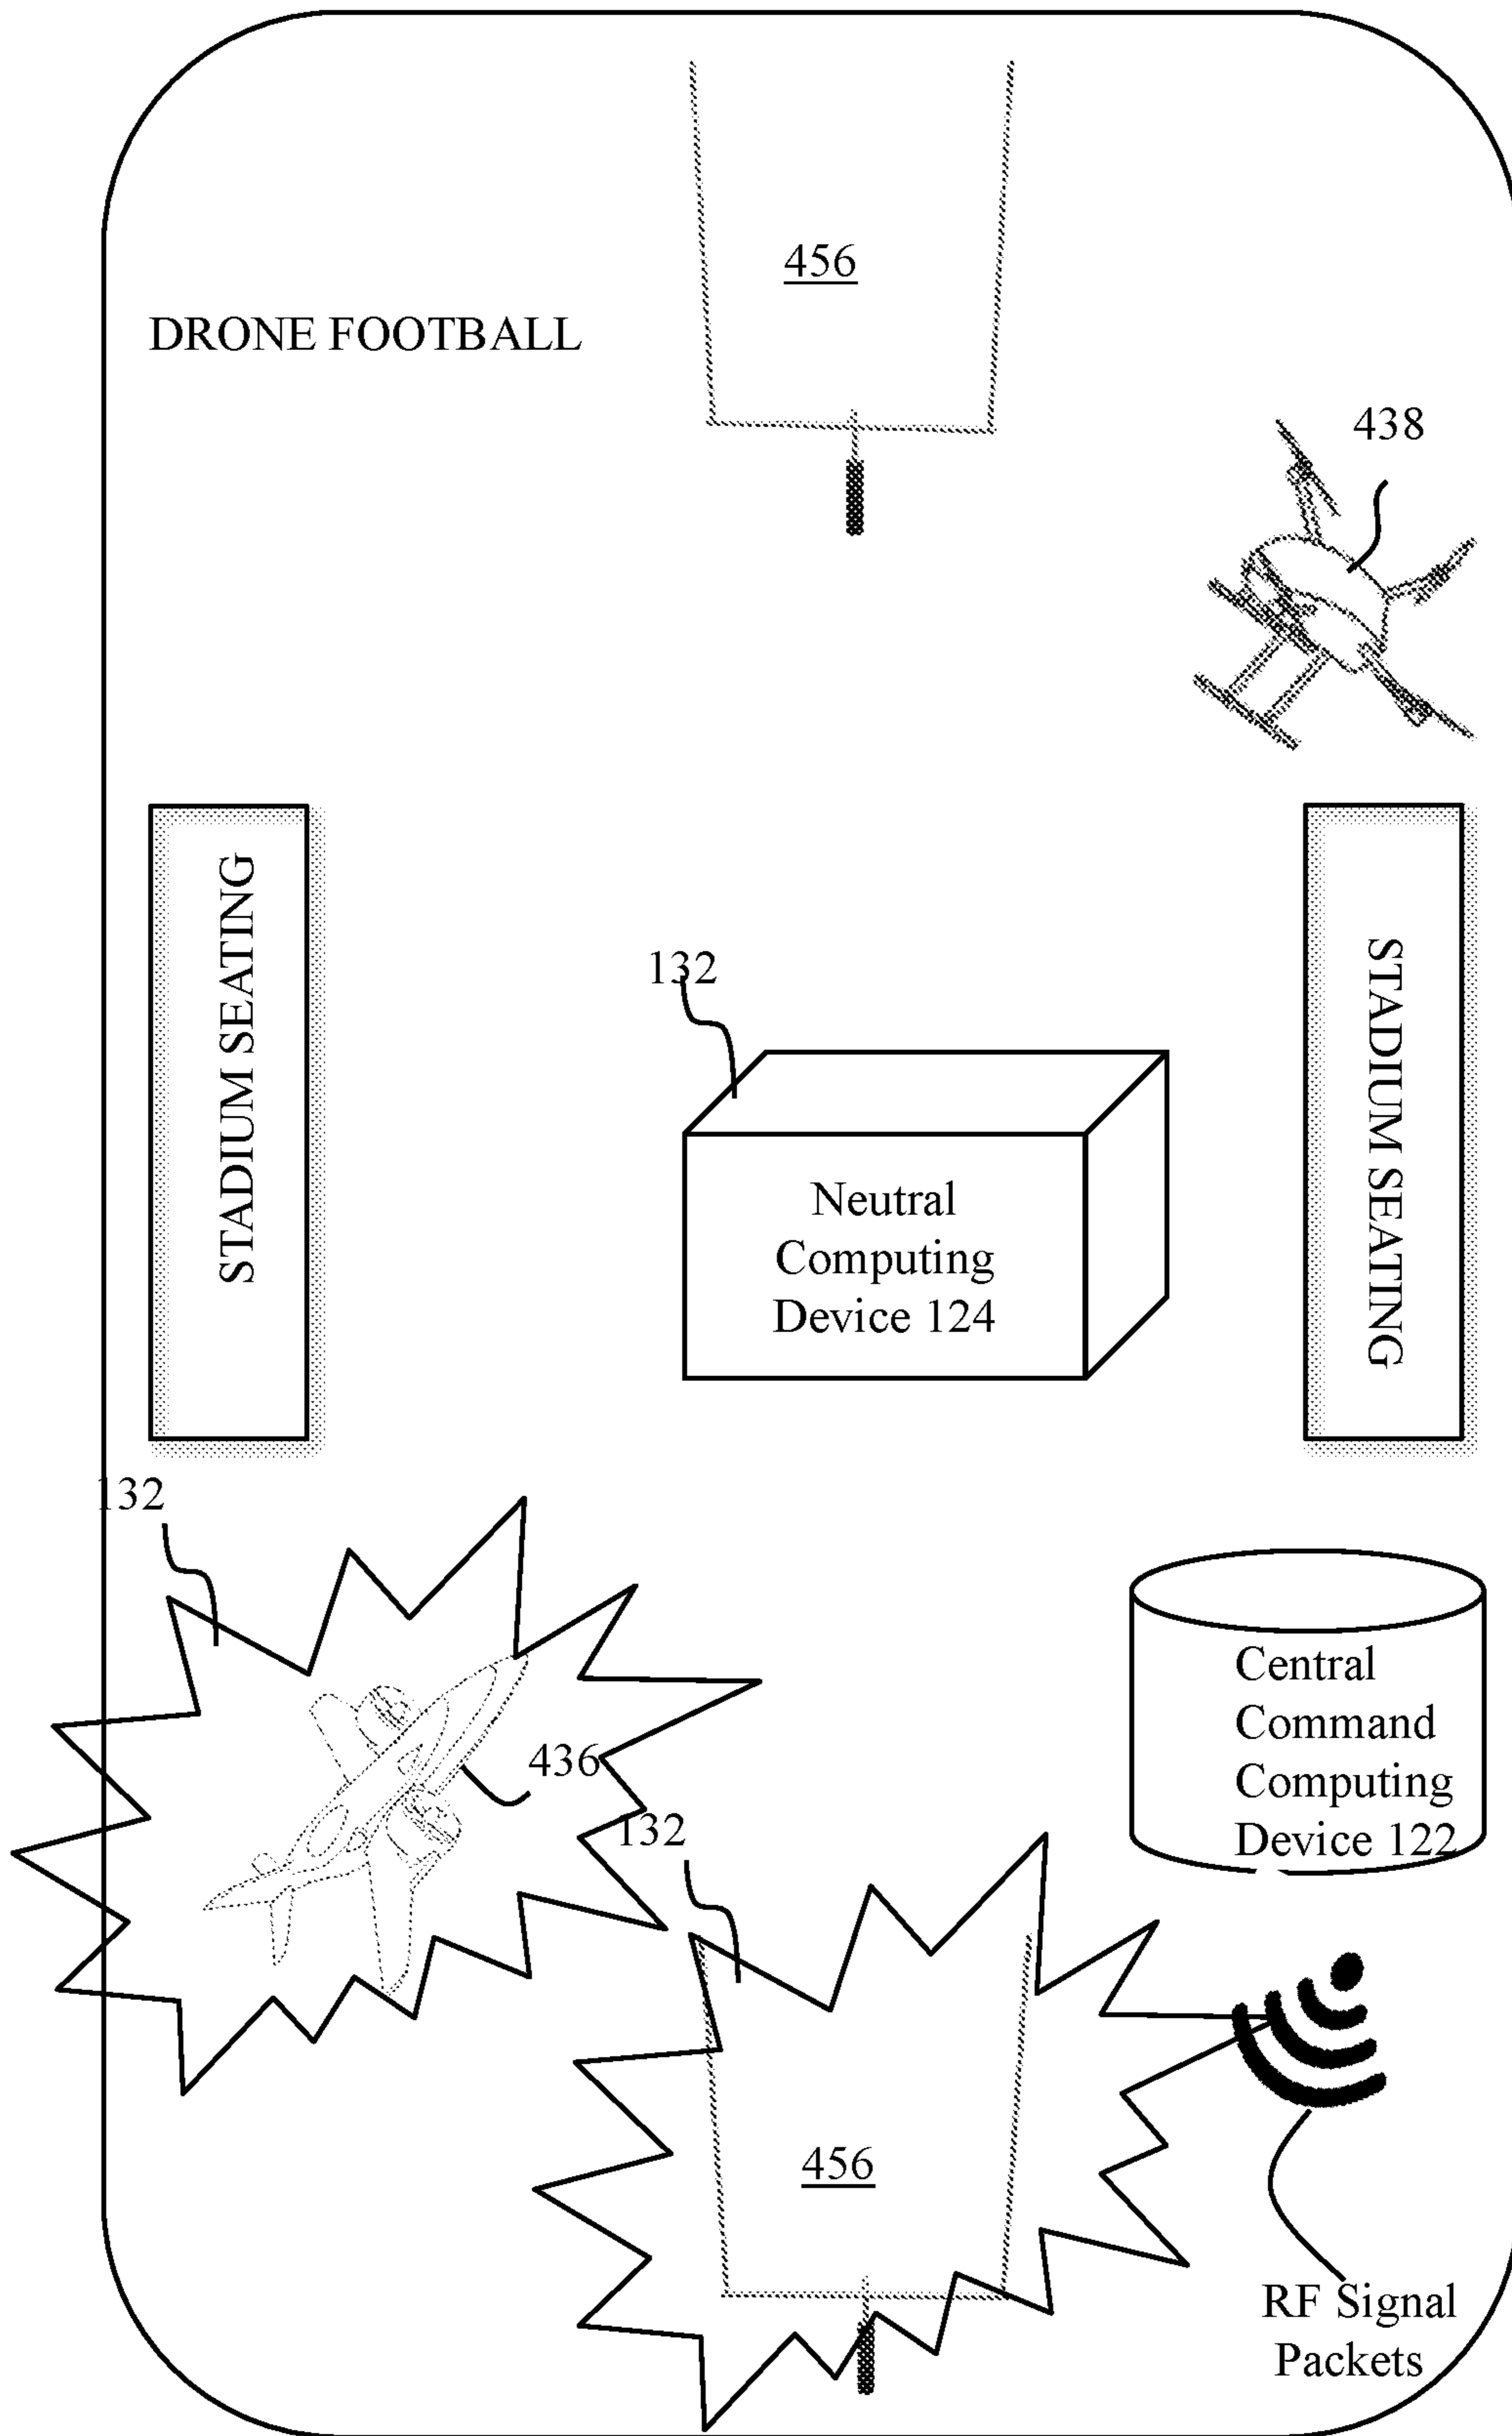 456
DRONE FOOTBALL
438
STADIUM SEATING
132
STADIUM SEATING
Neutral
Computing
Device 124
132
Central
Command
Computing
Device 122
436
132
456
RF Signal
Packets